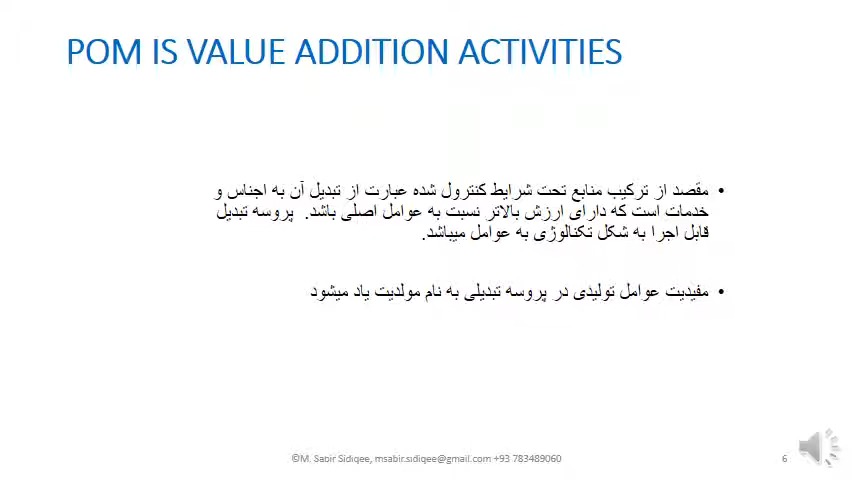 POM IS VALUE ADDITION ACTIVITIES
• مقصد از ترکیب منابع تحت شرایط کنترول شده عبارت از تبدیل آن به اجناس و
خدمات است که دارای ارزش بالاتر نسبت به عوامل اصلی باشد. پروسه تبدیل
قابل اجرا به شکل تکنالوژی به عوامل میباشد.
• مفیدیت عوامل تولیدی در پروسه تبدیلی به نام مولدیت یاد میشود
©M. Sabir Sidiqee, msabir.sidiqee@gmail.com +93 783489060
6